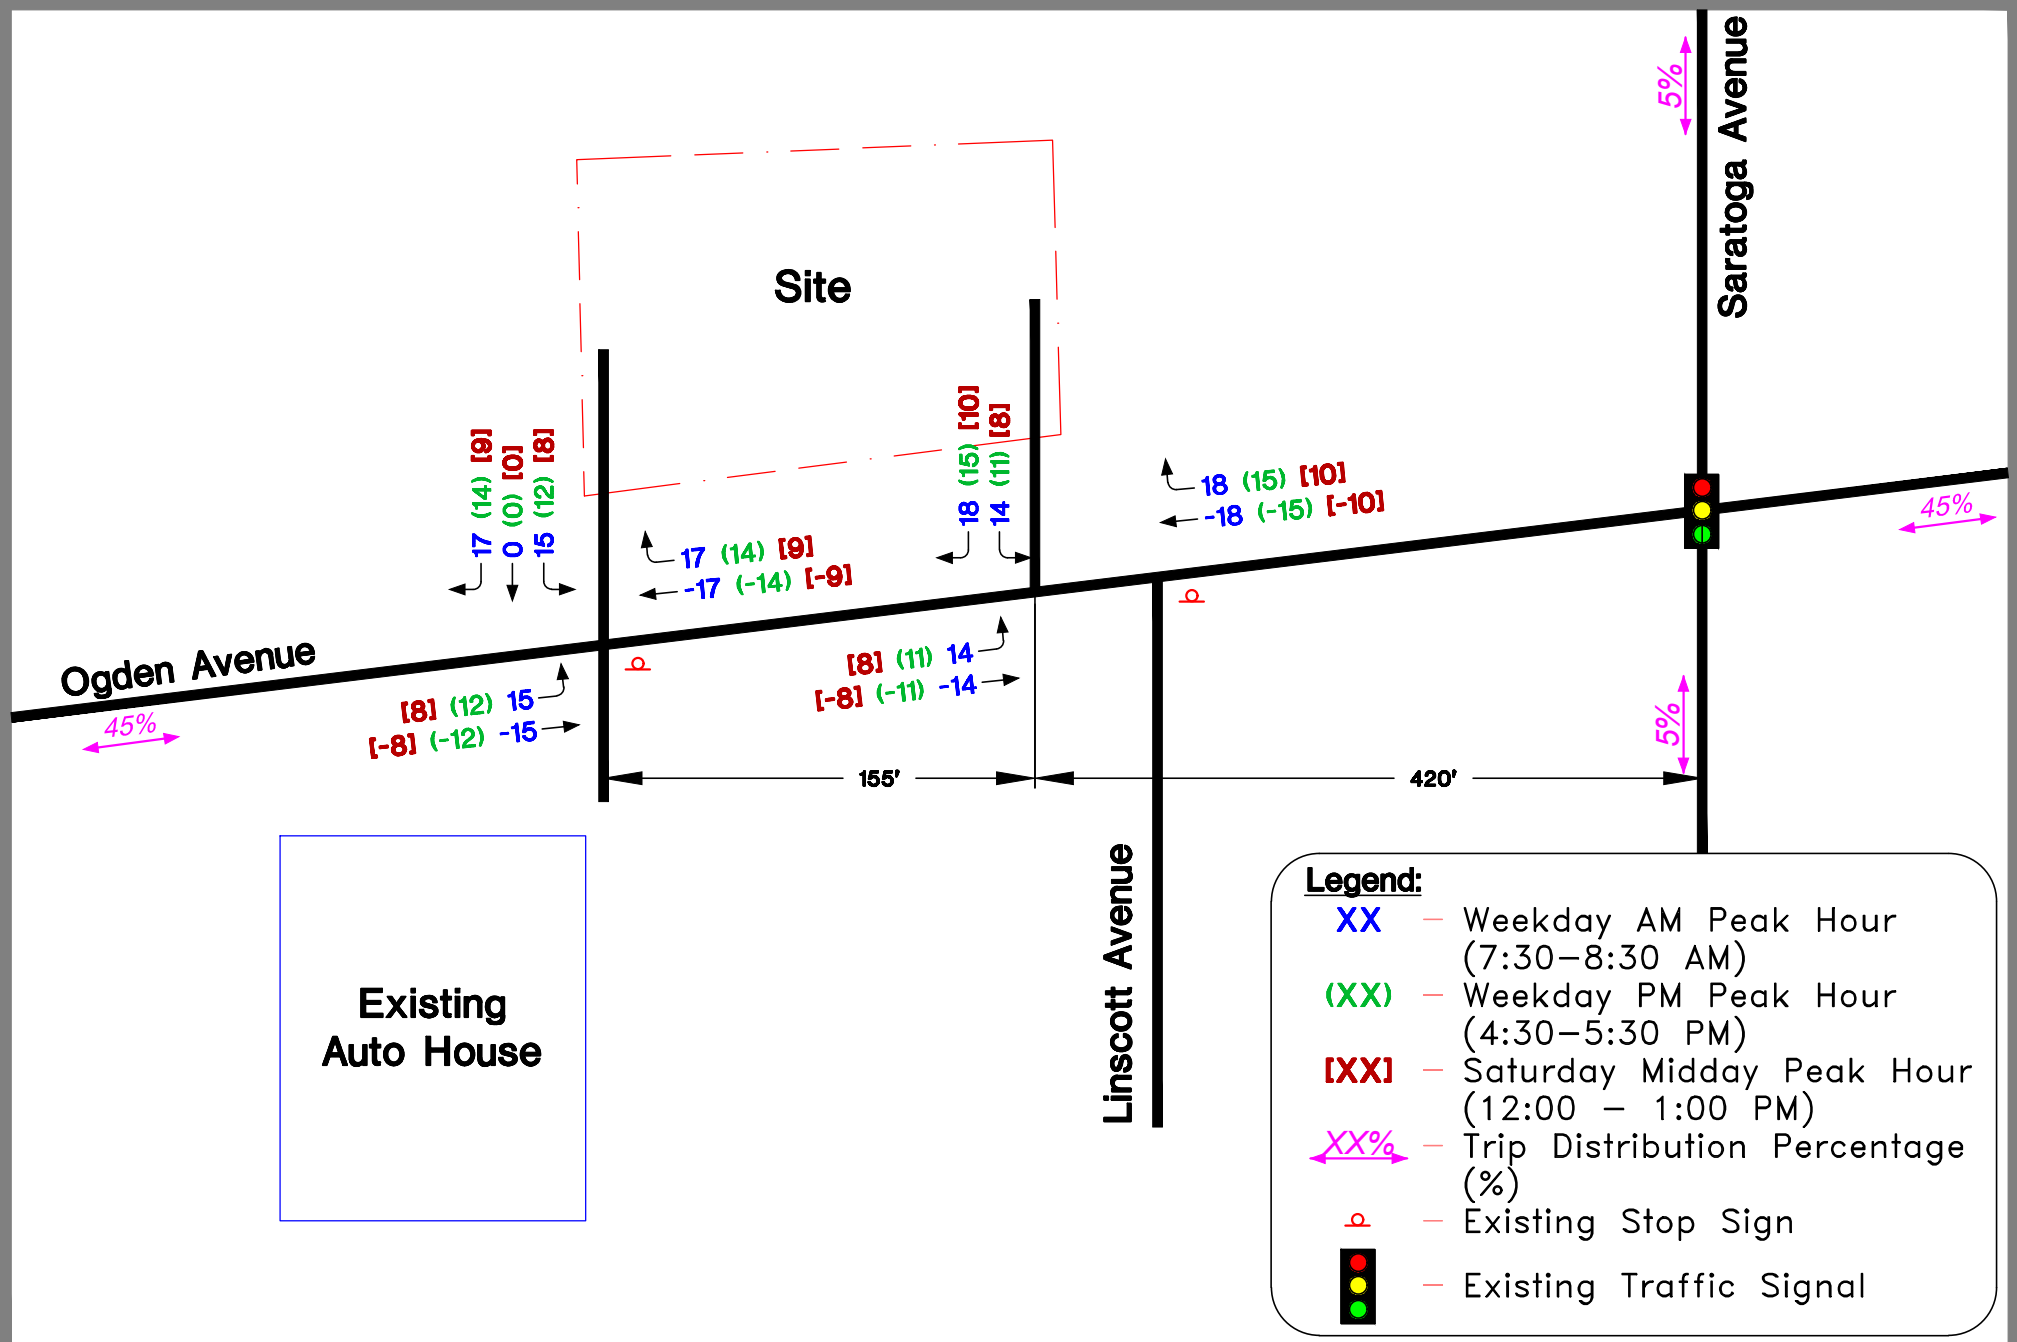 5%
Saratoga Avenue
Site
17 (14) [9]
0 (0) [0]
15 (12) [8]
18 (15) [10]
14 (11) [8]
18 (15) [10]
-18 (-15) [-10]
45%
17 (14) [9]
-17 (-14) [-9]
Ogden Avenue
45%
[8] (12) 15
[-8] (-12) -15
[8] (11) 14
[-8] (-11) -14
5%
155'
420'
Existing
Auto House
Linscott Avenue
Legend:
XX - Weekday AM Peak Hour
(7:30-8:30 AM)
(XX) - Weekday PM Peak Hour
(4:30-5:30 PM)
[XX] - Saturday Midday Peak Hour
(12:00 - 1:00 PM)
XX% - Trip Distribution Percentage
(%)
- Existing Stop Sign
- Existing Traffic Signal